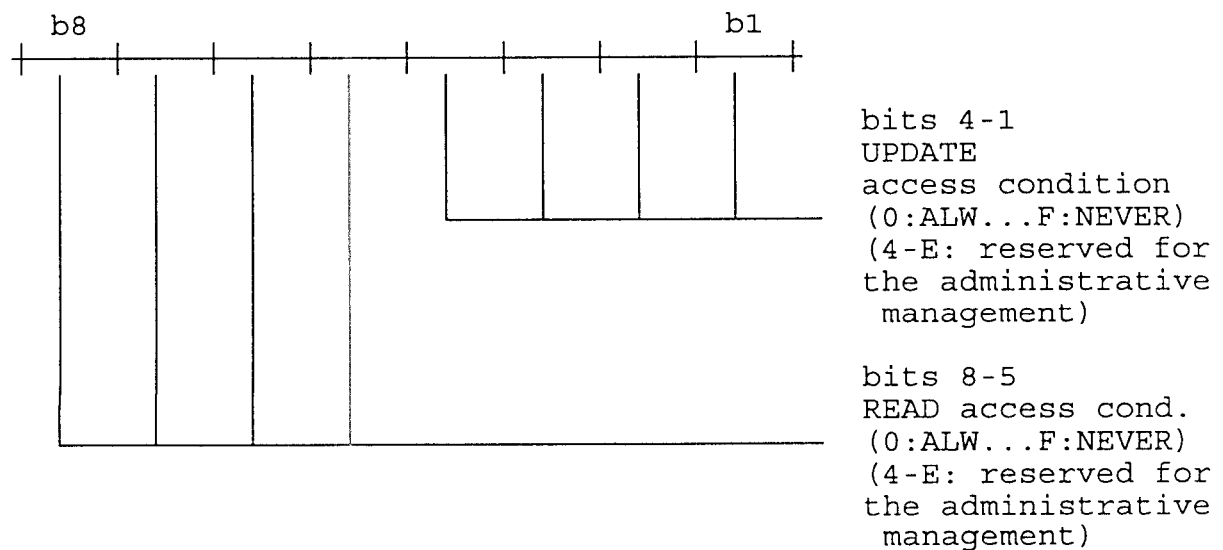 b8
b1
bits 4-1
UPDATE
access condition
(0:ALW...F:NEVER)
(4-E: reserved for
the administrative
management)
bits 8-5
READ access cond.
(0:ALW...F:NEVER)
(4-E: reserved for
the administrative
management)